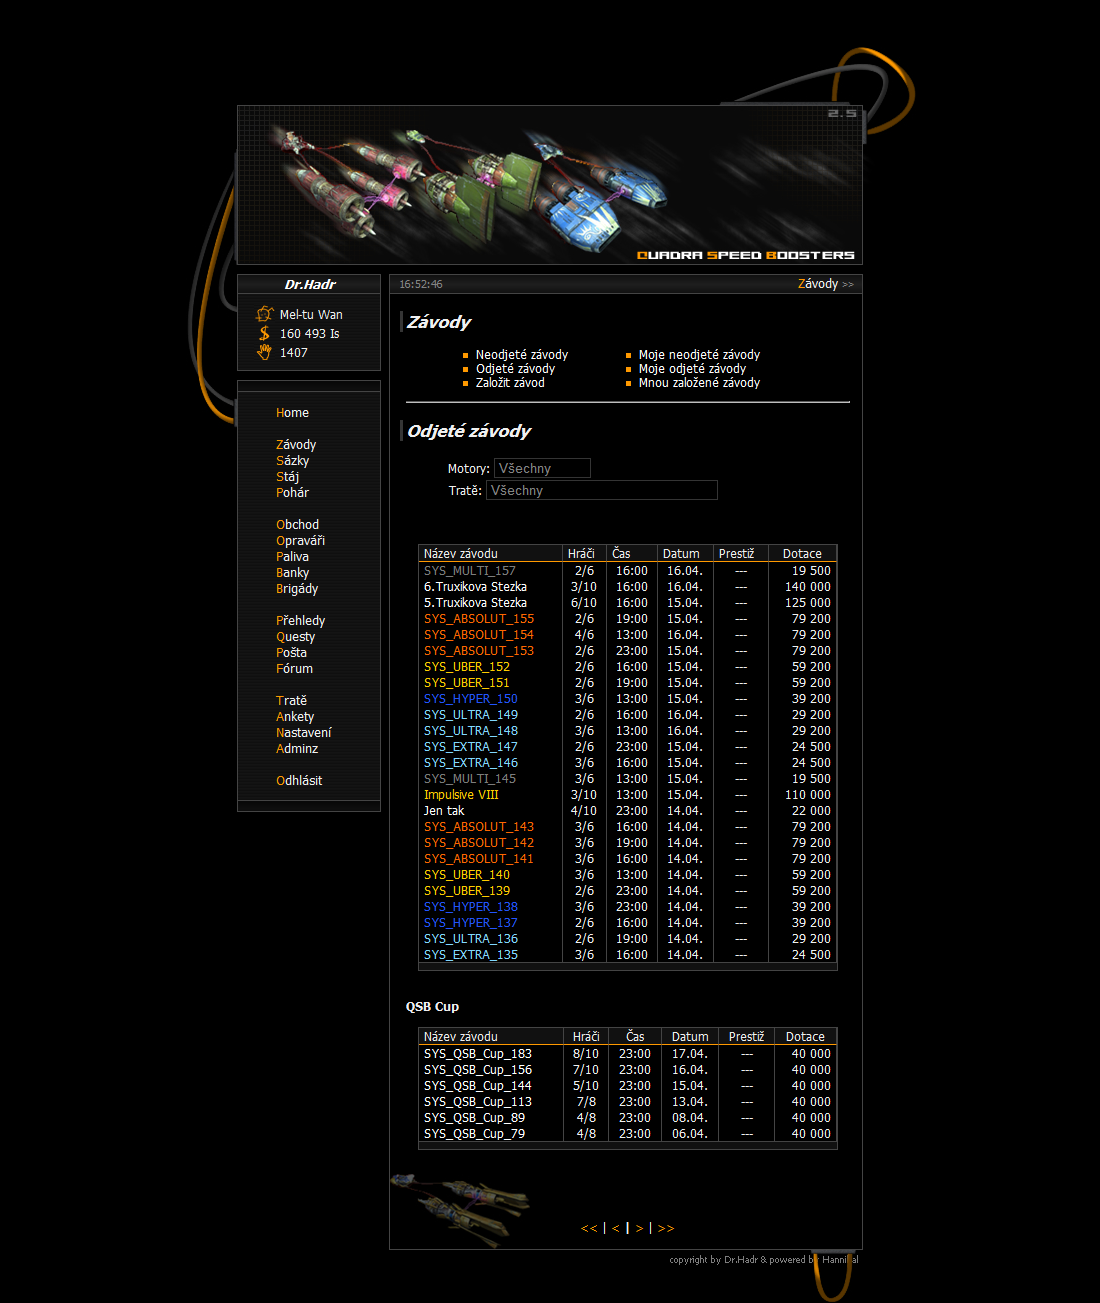 2.5
Quadra Speed Boosters
Dr.Hadr
Mel-tu Wan
160 493 Is
1407
Home
Závody
Sázky
Stáj
Pohár
Obchod
Opraváři
Paliva
Banky
Brigády
Přehledy
Questy
Pošta
Fórum
Tratě
Ankety
Nastavení
Adminz
Odhlásit
16:52:46 Závody >>
Závody
Neodjeté závody Moje neodjeté závody
Odjeté závody Moje odjeté závody
Založit závod Mnou založené závody
Odjeté závody
Motory: Všechny
Tratě: Všechny
Název závodu Hráči Čas Datum Prestiž Dotace
SYS_MULTI_157 2/6 16:00 16.04. --- 19 500
6.Truxikova Stezka 3/10 16:00 16.04. --- 140 000
5.Truxikova Stezka 6/10 16:00 15.04. --- 125 000
SYS_ABSOLUT_155 2/6 19:00 15.04. --- 79 200
SYS_ABSOLUT_154 4/6 13:00 16.04. --- 79 200
SYS_ABSOLUT_153 2/6 23:00 15.04. --- 79 200
SYS_UBER_152 2/6 16:00 15.04. --- 59 200
SYS_UBER_151 2/6 19:00 15.04. --- 59 200
SYS_HYPER_150 3/6 13:00 15.04. --- 39 200
SYS_ULTRA_149 2/6 16:00 16.04. --- 29 200
SYS_ULTRA_148 3/6 13:00 16.04. --- 29 200
SYS_EXTRA_147 2/6 23:00 15.04. --- 24 500
SYS_EXTRA_146 3/6 16:00 15.04. --- 24 500
SYS_MULTI_145 3/6 13:00 15.04. --- 19 500
Impulsive VIII 3/10 13:00 15.04. --- 110 000
Jen tak 4/10 23:00 14.04. --- 22 000
SYS_ABSOLUT_143 3/6 16:00 14.04. --- 79 200
SYS_ABSOLUT_142 3/6 19:00 14.04. --- 79 200
SYS_ABSOLUT_141 3/6 16:00 14.04. --- 79 200
SYS_UBER_140 3/6 13:00 14.04. --- 59 200
SYS_UBER_139 2/6 23:00 14.04. --- 59 200
SYS_HYPER_138 3/6 23:00 14.04. --- 39 200
SYS_HYPER_137 2/6 16:00 14.04. --- 39 200
SYS_ULTRA_136 2/6 19:00 14.04. --- 29 200
SYS_EXTRA_135 3/6 16:00 14.04. --- 24 500
QSB Cup
Název závodu Hráči Čas Datum Prestiž Dotace
SYS_QSB_Cup_183 8/10 23:00 17.04. --- 40 000
SYS_QSB_Cup_156 7/10 23:00 16.04. --- 40 000
SYS_QSB_Cup_144 5/10 23:00 15.04. --- 40 000
SYS_QSB_Cup_113 7/8 23:00 13.04. --- 40 000
SYS_QSB_Cup_89 4/8 23:00 08.04. --- 40 000
SYS_QSB_Cup_79 4/8 23:00 06.04. --- 40 000
<< | < | > | >>
copyright by Dr.Hadr & powered by Hannibal